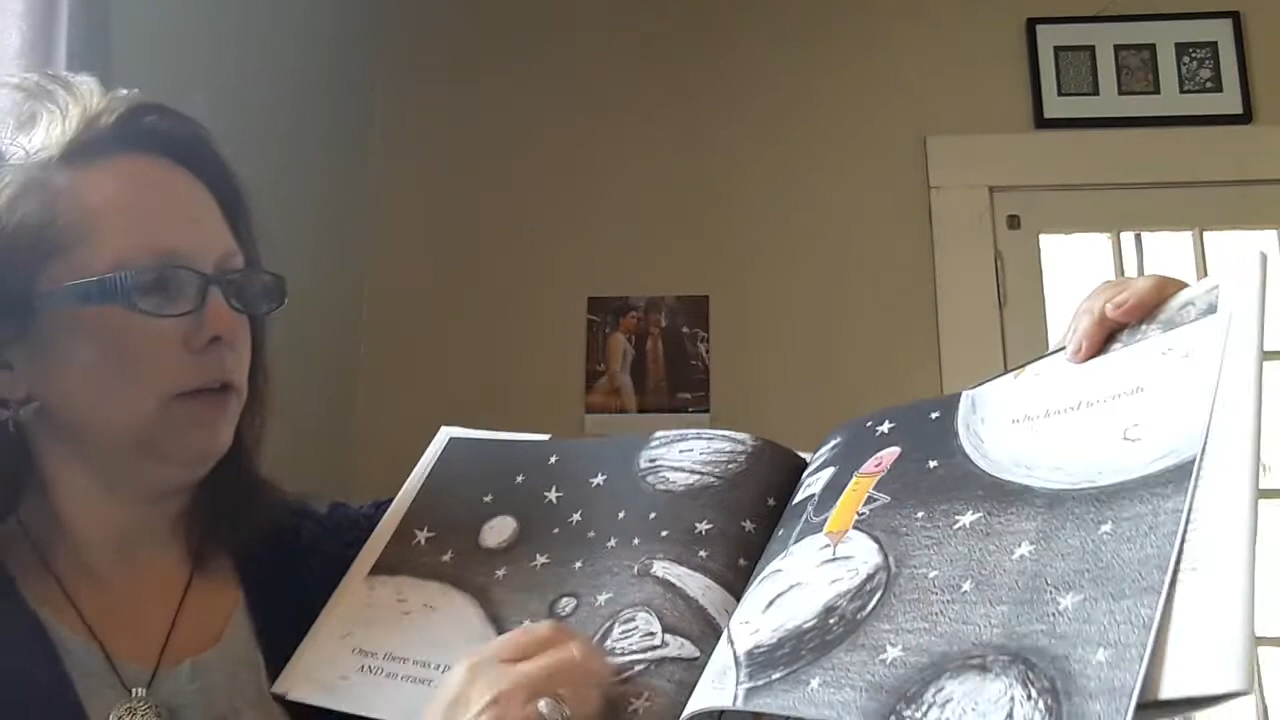 Once, there was a
AND an eraser
who loved to create